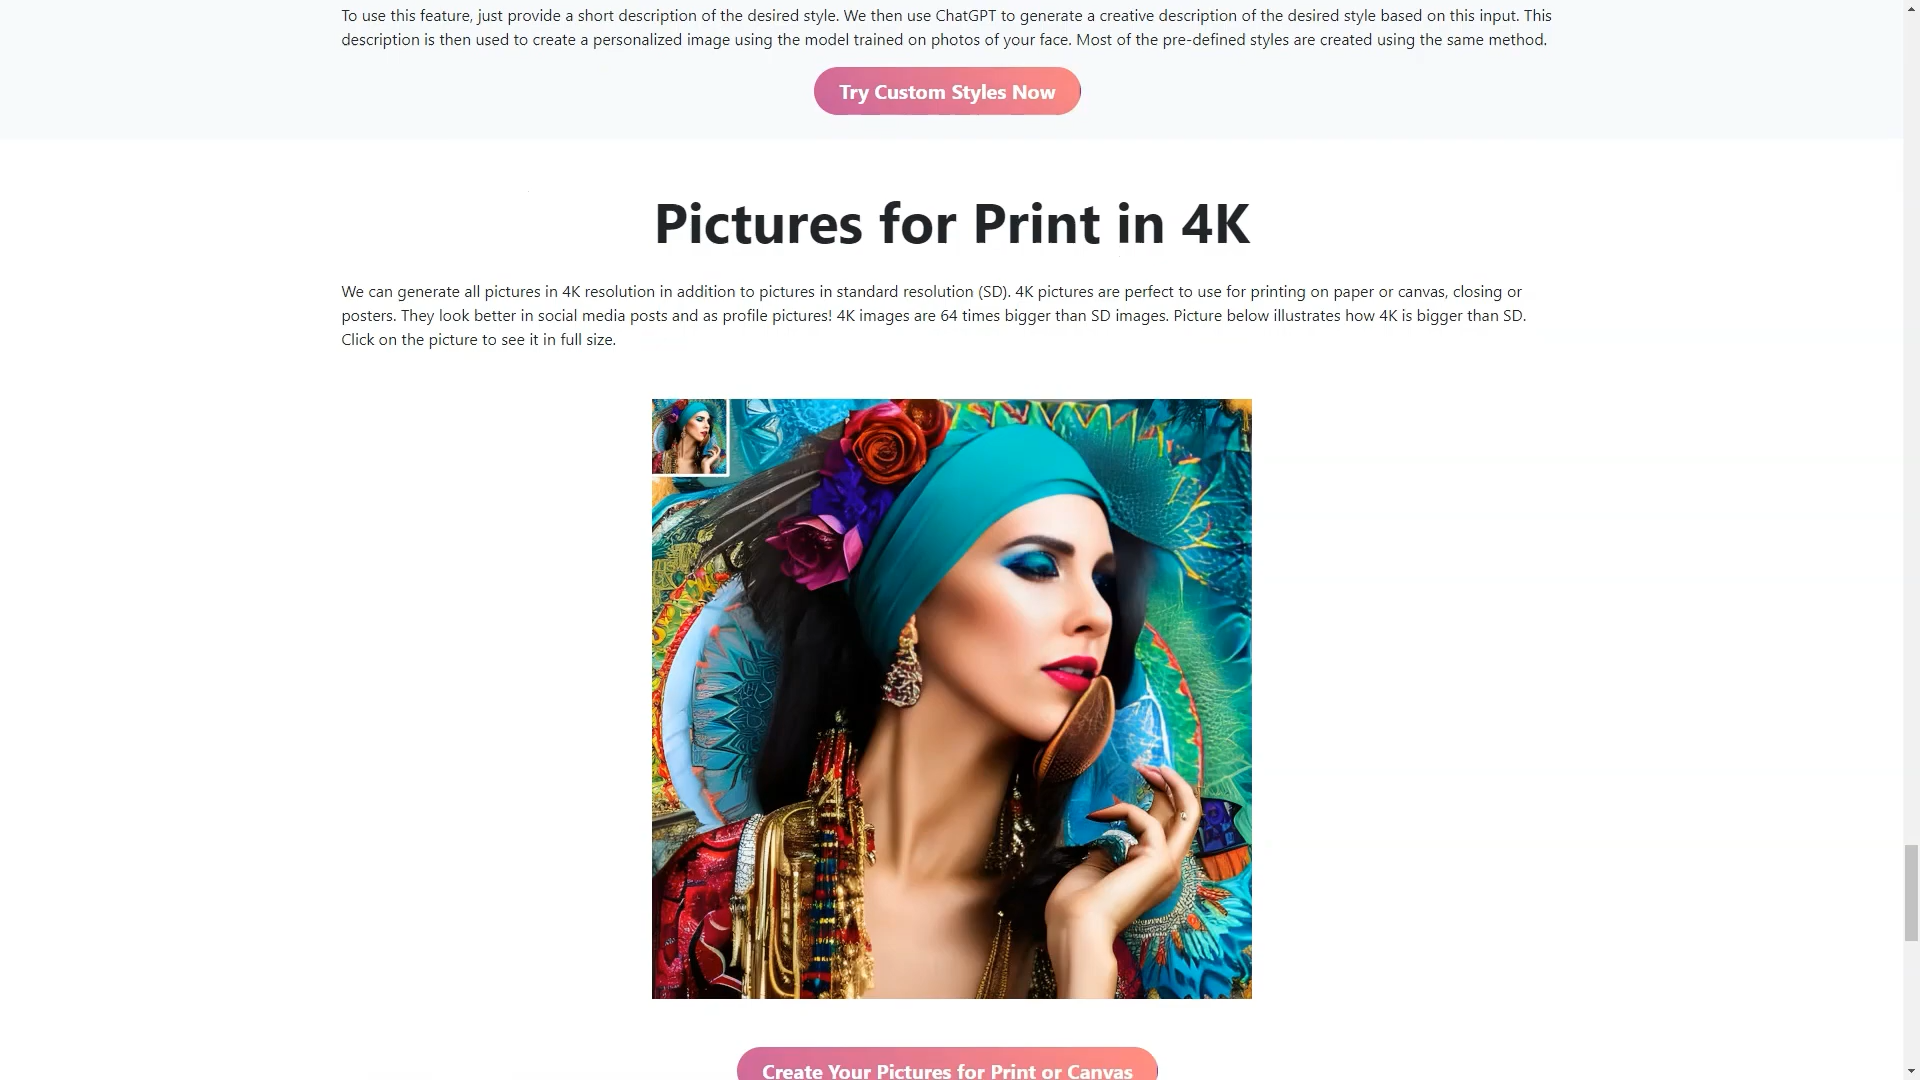 To use this feature, just provide a short description of the desired style. We then use ChatGPT to generate a creative description of the desired style based on this input. This
description is then used to create a personalized image using the model trained on photos of your face. Most of the pre-defined styles are created using the same method.
Try Custom Styles Now
Pictures for Print in 4K
We can generate all pictures in 4K resolution in addition to pictures in standard resolution (SD). 4K pictures are perfect to use for printing on paper or canvas, closing or
posters. They look better in social media posts and as profile pictures! 4K images are 64 times bigger than SD images. Picture below illustrates how 4K is bigger than SD.
Click on the picture to see it in full size.
Create Your Pictures for Print or Canvas